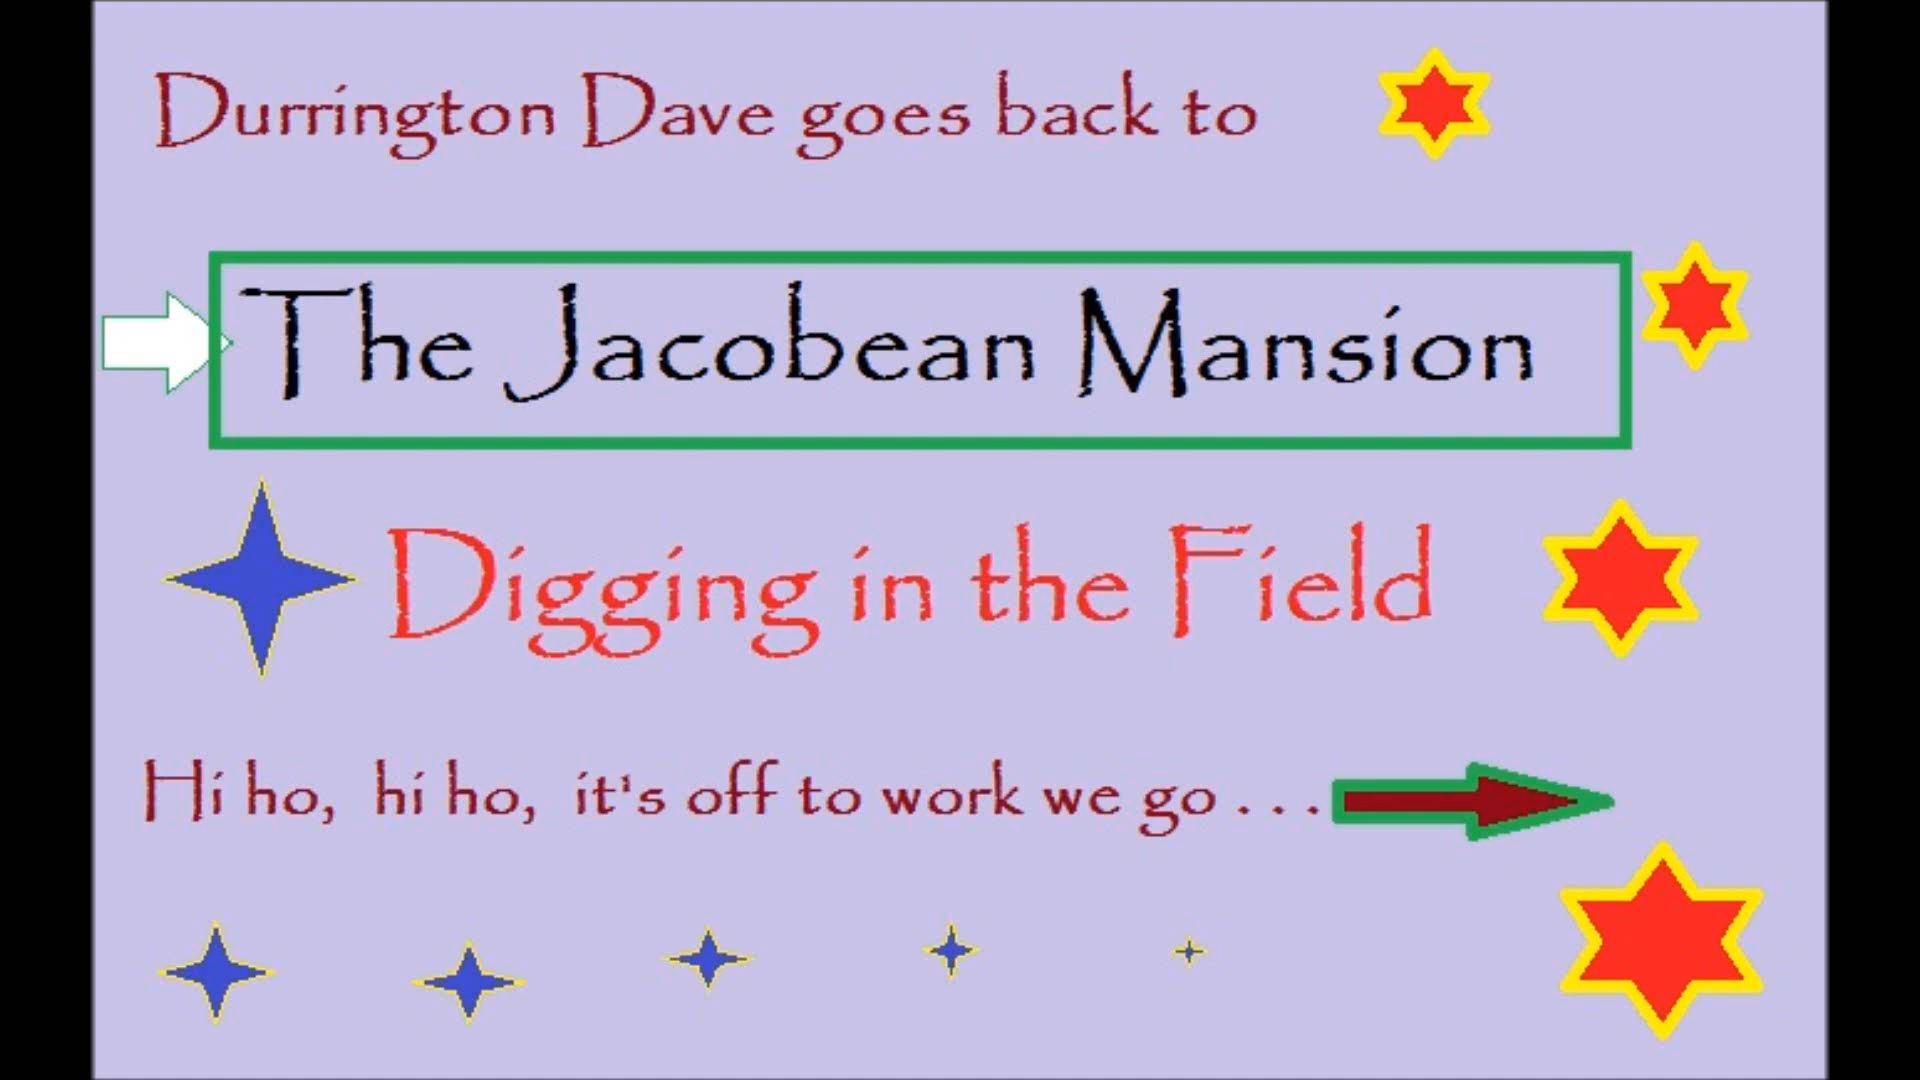 Durrington Dave goes back to
The Jacobean Mansion
Digging in the Field
Hi ho, hi ho, it's off to work we go . . .